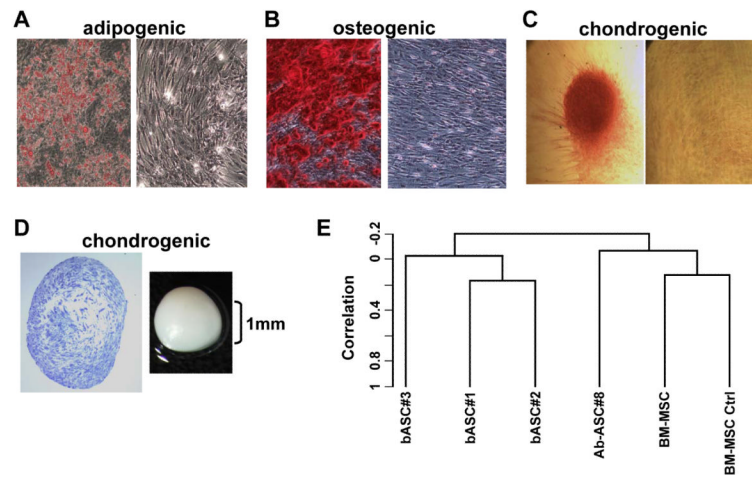 A
adipogenic
B
osteogenic
C
chondrogenic
D
chondrogenic
1mm
E
Correlation
-0.2
0
0.4
0.8
1
bASC#3
bASC#1
bASC#2
Ab-ASC#8
BM-MSC
BM-MSC Ctrl